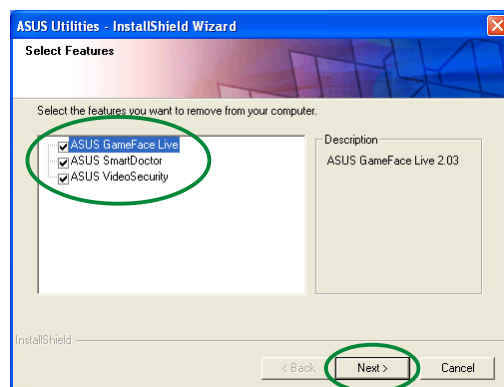 ASUS Utilities - InstallShield Wizard
Select Features
Select the features you want to remove from your computer.
ASUS GameFace Live
ASUS SmartDoctor
ASUS VideoSecurity
Description
ASUS GameFace Live 2.03
InstallShield
< Back
Next >
Cancel